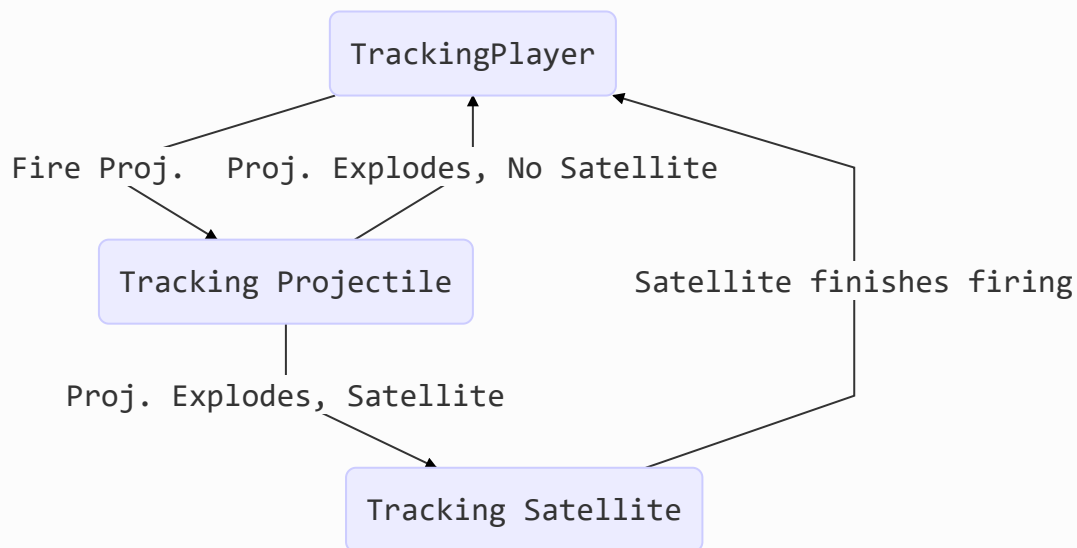 TrackingPlayer
Fire Proj.
Proj. Explodes, No Satellite
Tracking Projectile
Satellite finishes firing
Proj. Explodes, Satellite
Tracking Satellite